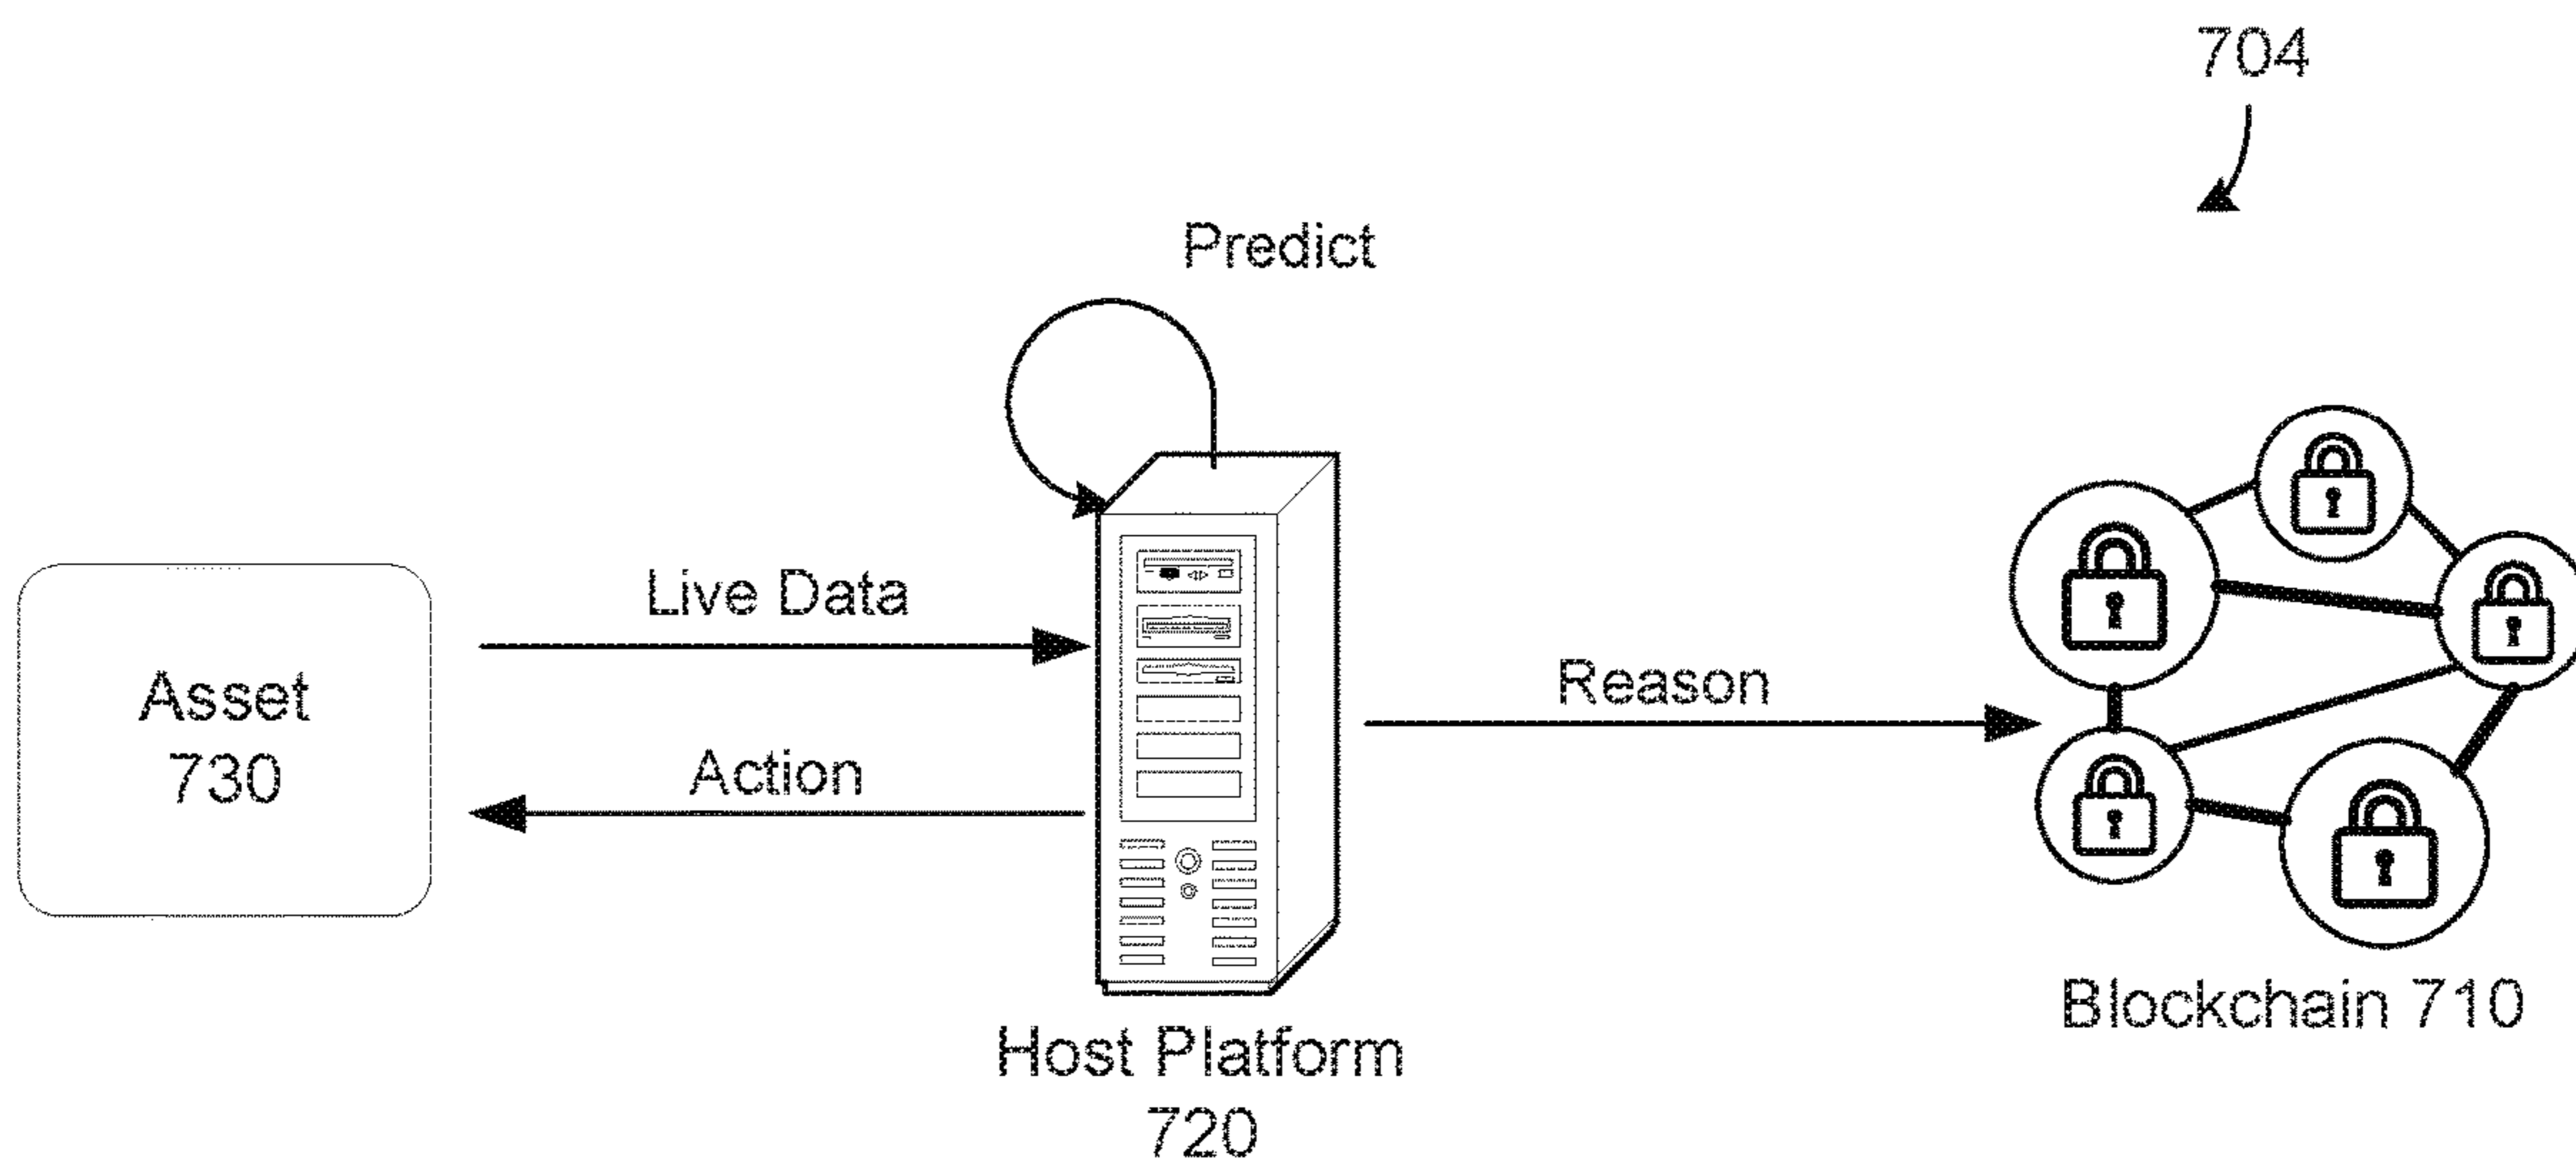 704
Predict
Live Data
Asset
730
Action
Reason
Host Platform
720
Blockchain 710